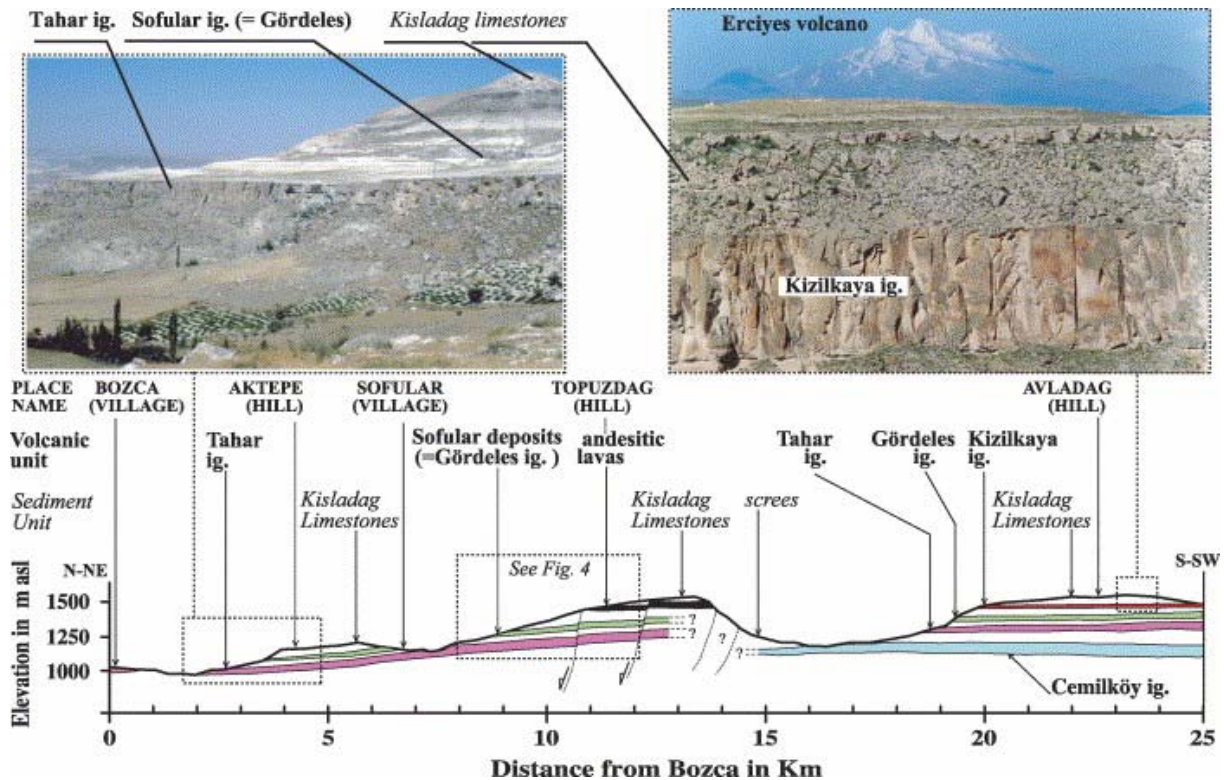 Tahar ig. Sofular ig. (= Gördeles) Kisladag limestones
Erciyes volcano
Kizilkaya ig.
PLACE NAME
BOZCA (VILLAGE)
AKTEPE (HILL)
SOFULAR (VILLAGE)
TOPUZDAG (HILL)
AVLADAG (HILL)
Volcanic unit
Tahar ig.
Sofular deposits (=Gördeles ig. )
andesitic lavas
Tahar ig.
Gördeles ig.
Kizilkaya ig.
Sediment Unit
Kisladag Limestones
Kisladag Limestones
screes
Kisladag Limestones
N-NE
See Fig. 4
S-SW
Elevation in m asl
1500
1250
1000
? ? ? ? ?
Cemilköy ig.
0 5 10 15 20 25
Distance from Bozca in Km